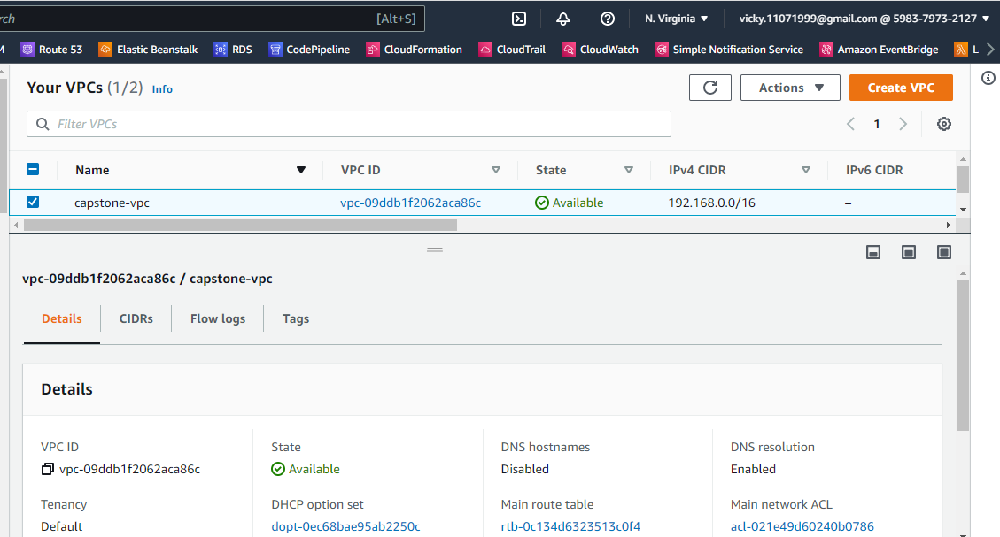 rch [Alt+S] N. Virginia vicky.11071999@gmail.com @ 5983-7973-2127
M Route 53 Elastic Beanstalk RDS CodePipeline CloudFormation CloudTrail CloudWatch Simple Notification Service Amazon EventBridge L
Your VPCs (1/2) Info Actions Create VPC
Filter VPCs 1
Name VPC ID State IPv4 CIDR IPv6 CIDR
capstone-vpc vpc-09ddb1f2062aca86c Available 192.168.0.0/16 –
vpc-09ddb1f2062aca86c / capstone-vpc
Details CIDRs Flow logs Tags
Details
VPC ID State DNS hostnames DNS resolution
vpc-09ddb1f2062aca86c Available Disabled Enabled
Tenancy DHCP option set Main route table Main network ACL
Default dopt-0ec68bae95ab2250c rtb-0c134d6323513c0f4 acl-021e49d60240b0786